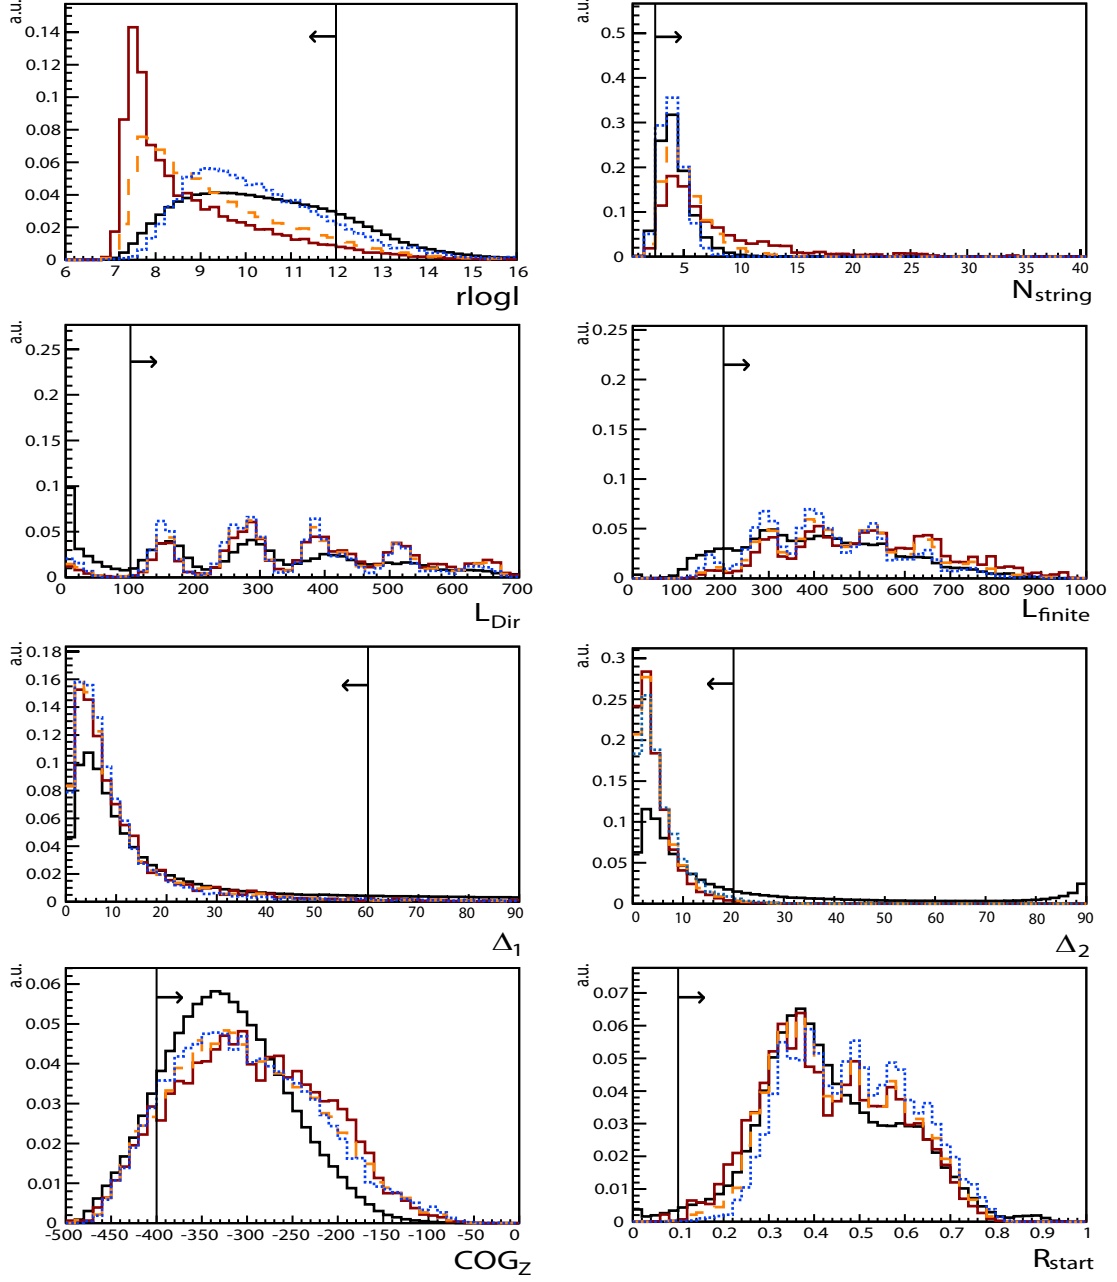 a.u. a.u.
0.14 0.5
0.12
0.1 0.4
0.08 0.3
0.06 0.2
0.04
0.02 0.1
0 0
6 7 8 9 10 11 12 13 14 15 16 5 10 15 20 25 30 35 40
rlogl N_string
a.u. a.u.
0.25 0.25
0.2 0.2
0.15 0.15
0.1 0.1
0.05 0.05
0 0
0 100 200 300 400 500 600 700 0 100 200 300 400 500 600 700 800 900 1000
L_Dir L_finite
a.u. a.u.
0.18 0.3
0.16 0.25
0.14
0.12 0.2
0.1 0.15
0.08
0.06 0.1
0.04 0.05
0.02
0 0
0 10 20 30 40 50 60 70 80 90 0 10 20 30 40 50 60 70 80 90
Δ_1 Δ_2
a.u. a.u.
0.06 0.07
0.05 0.06
0.04 0.05
0.03 0.04
0.02 0.03
0.01 0.02
0 0.01
0
-500 -450 -400 -350 -300 -250 -200 -150 -100 -50 0 0 0.1 0.2 0.3 0.4 0.5 0.6 0.7 0.8 0.9 1
COG_Z R_start